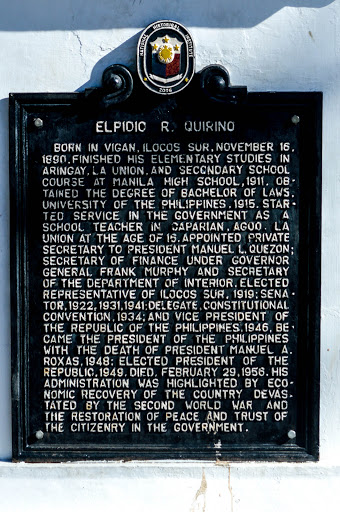 NATIONAL HISTORICAL INSTITUTE
2006
ELPIDIO R. QUIRINO
BORN IN VIGAN, ILOCOS SUR, NOVEMBER 16,
1890. FINISHED HIS ELEMENTARY STUDIES IN
ARINGAY, LA UNION, AND SECONDARY SCHOOL
COURSE AT MANILA HIGH SCHOOL, 1911. OB-
TAINED THE DEGREE OF BACHELOR OF LAWS,
UNIVERSITY OF THE PHILIPPINES, 1915. STAR-
TED SERVICE IN THE GOVERNMENT AS A
SCHOOL TEACHER IN CAPARIAN, AGOO, LA
UNION AT THE AGE OF 15. APPOINTED PRIVATE
SECRETARY TO PRESIDENT MANUEL L. QUEZON;
SECRETARY OF FINANCE UNDER GOVERNOR
GENERAL FRANK MURPHY AND SECRETARY
OF THE DEPARTMENT OF INTERIOR. ELECTED
REPRESENTATIVE OF ILOCOS SUR, 1919; SENA-
TOR, 1922, 1931, 1941; DELEGATE, CONSTITUTIONAL
CONVENTION, 1934; AND VICE PRESIDENT OF
THE REPUBLIC OF THE PHILIPPINES, 1946. BE-
CAME THE PRESIDENT OF THE PHILIPPINES
WITH THE DEATH OF PRESIDENT MANUEL A.
ROXAS, 1948; ELECTED PRESIDENT OF THE
REPUBLIC, 1949. DIED, FEBRUARY 29, 1956. HIS
ADMINISTRATION WAS HIGHLIGHTED BY ECO-
NOMIC RECOVERY OF THE COUNTRY DEVAS-
TATED BY THE SECOND WORLD WAR AND
THE RESTORATION OF PEACE AND TRUST OF
THE CITIZENRY IN THE GOVERNMENT.